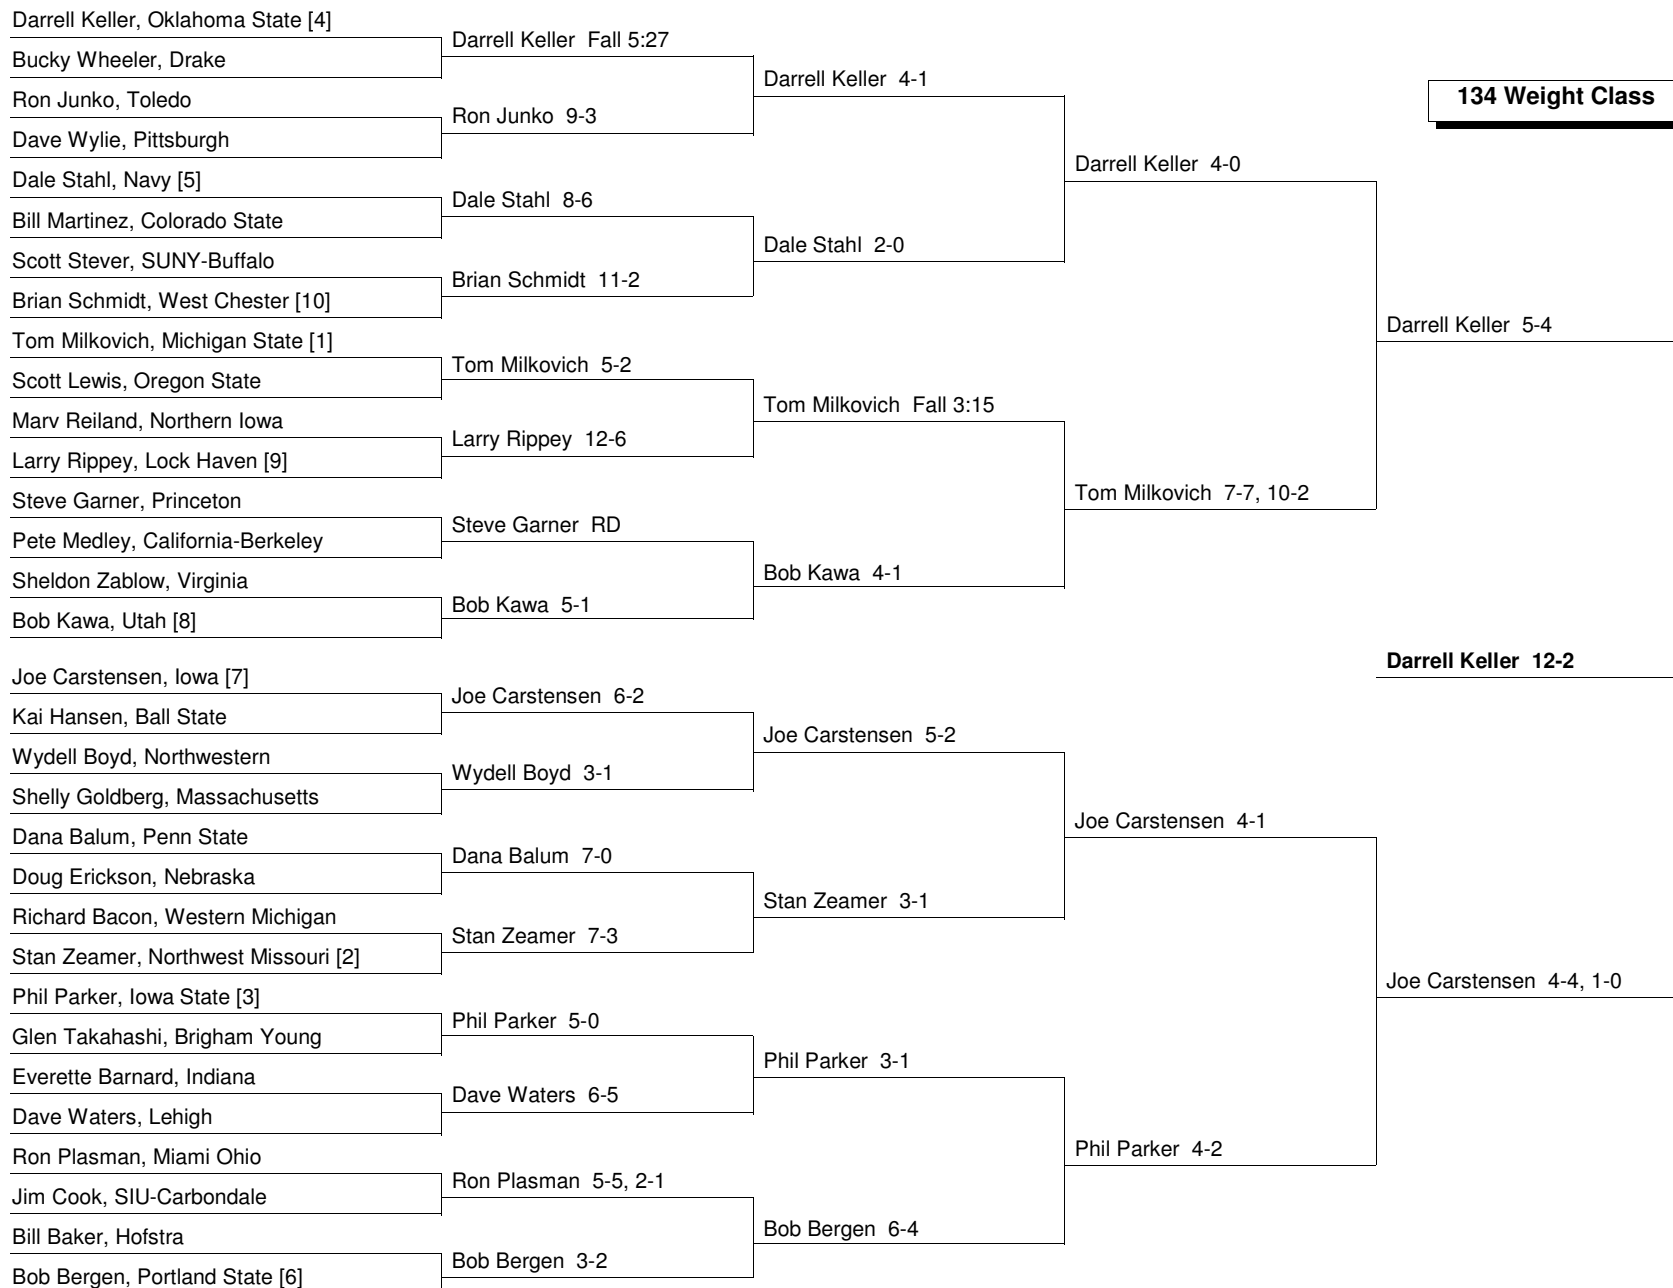 Darrell Keller, Oklahoma State [4]
Bucky Wheeler, Drake
Ron Junko, Toledo
Dave Wylie, Pittsburgh
Dale Stahl, Navy [5]
Bill Martinez, Colorado State
Scott Stever, SUNY-Buffalo
Brian Schmidt, West Chester [10]
Tom Milkovich, Michigan State [1]
Scott Lewis, Oregon State
Marv Reiland, Northern Iowa
Larry Rippey, Lock Haven [9]
Steve Garner, Princeton
Pete Medley, California-Berkeley
Sheldon Zablow, Virginia
Bob Kawa, Utah [8]
Joe Carstensen, Iowa [7]
Kai Hansen, Ball State
Wydell Boyd, Northwestern
Shelly Goldberg, Massachusetts
Dana Balum, Penn State
Doug Erickson, Nebraska
Richard Bacon, Western Michigan
Stan Zeamer, Northwest Missouri [2]
Phil Parker, Iowa State [3]
Glen Takahashi, Brigham Young
Everette Barnard, Indiana
Dave Waters, Lehigh
Ron Plasman, Miami Ohio
Jim Cook, SIU-Carbondale
Bill Baker, Hofstra
Bob Bergen, Portland State [6]
Darrell Keller Fall 5:27
Ron Junko 9-3
Dale Stahl 8-6
Brian Schmidt 11-2
Tom Milkovich 5-2
Larry Rippey 12-6
Steve Garner RD
Bob Kawa 5-1
Joe Carstensen 6-2
Wydell Boyd 3-1
Dana Balum 7-0
Stan Zeamer 7-3
Phil Parker 5-0
Dave Waters 6-5
Ron Plasman 5-5, 2-1
Bob Bergen 3-2
Darrell Keller 4-1
Dale Stahl 2-0
Tom Milkovich Fall 3:15
Bob Kawa 4-1
Joe Carstensen 5-2
Stan Zeamer 3-1
Phil Parker 3-1
Bob Bergen 6-4
Darrell Keller 4-0
Tom Milkovich 7-7, 10-2
Joe Carstensen 4-1
Phil Parker 4-2
134 Weight Class
Darrell Keller 5-4
Darrell Keller 12-2
Joe Carstensen 4-4, 1-0